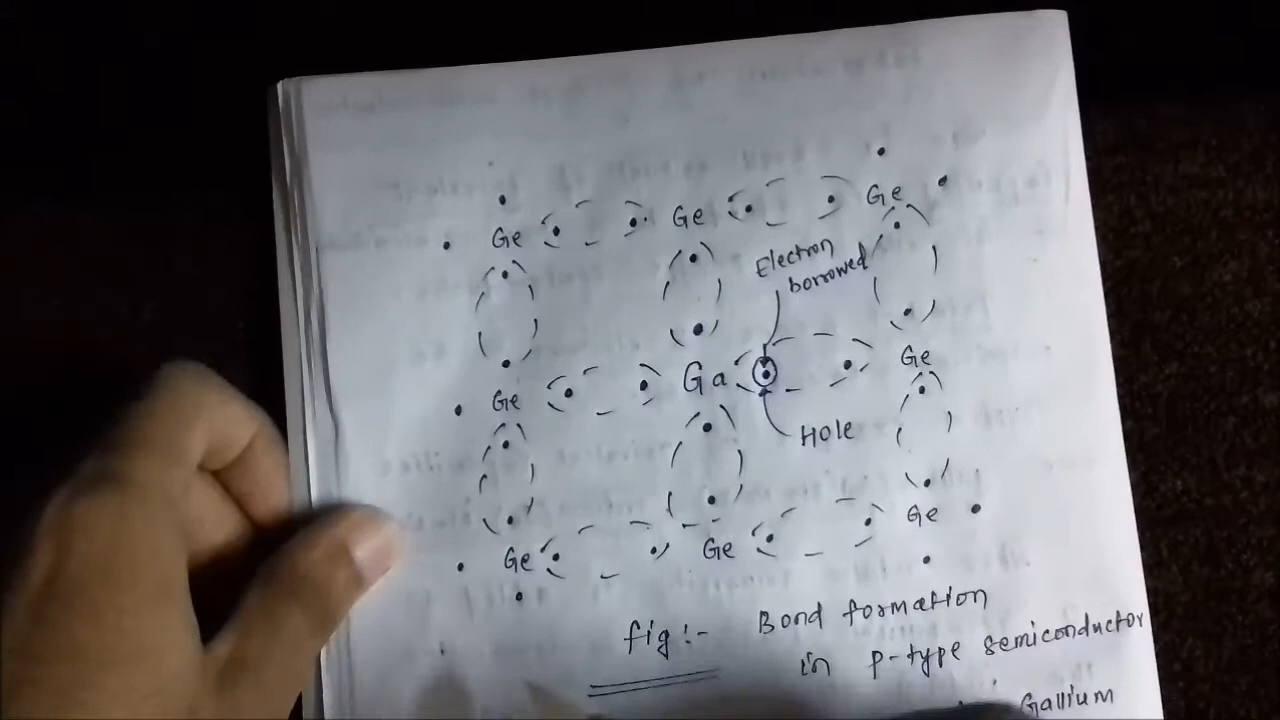 Ge Ge Ge
Electron
borrowed
Ge Ga Ge
Hole
Ge Ge Ge
fig :- Bond formation
in p-type semiconductor
Gallium